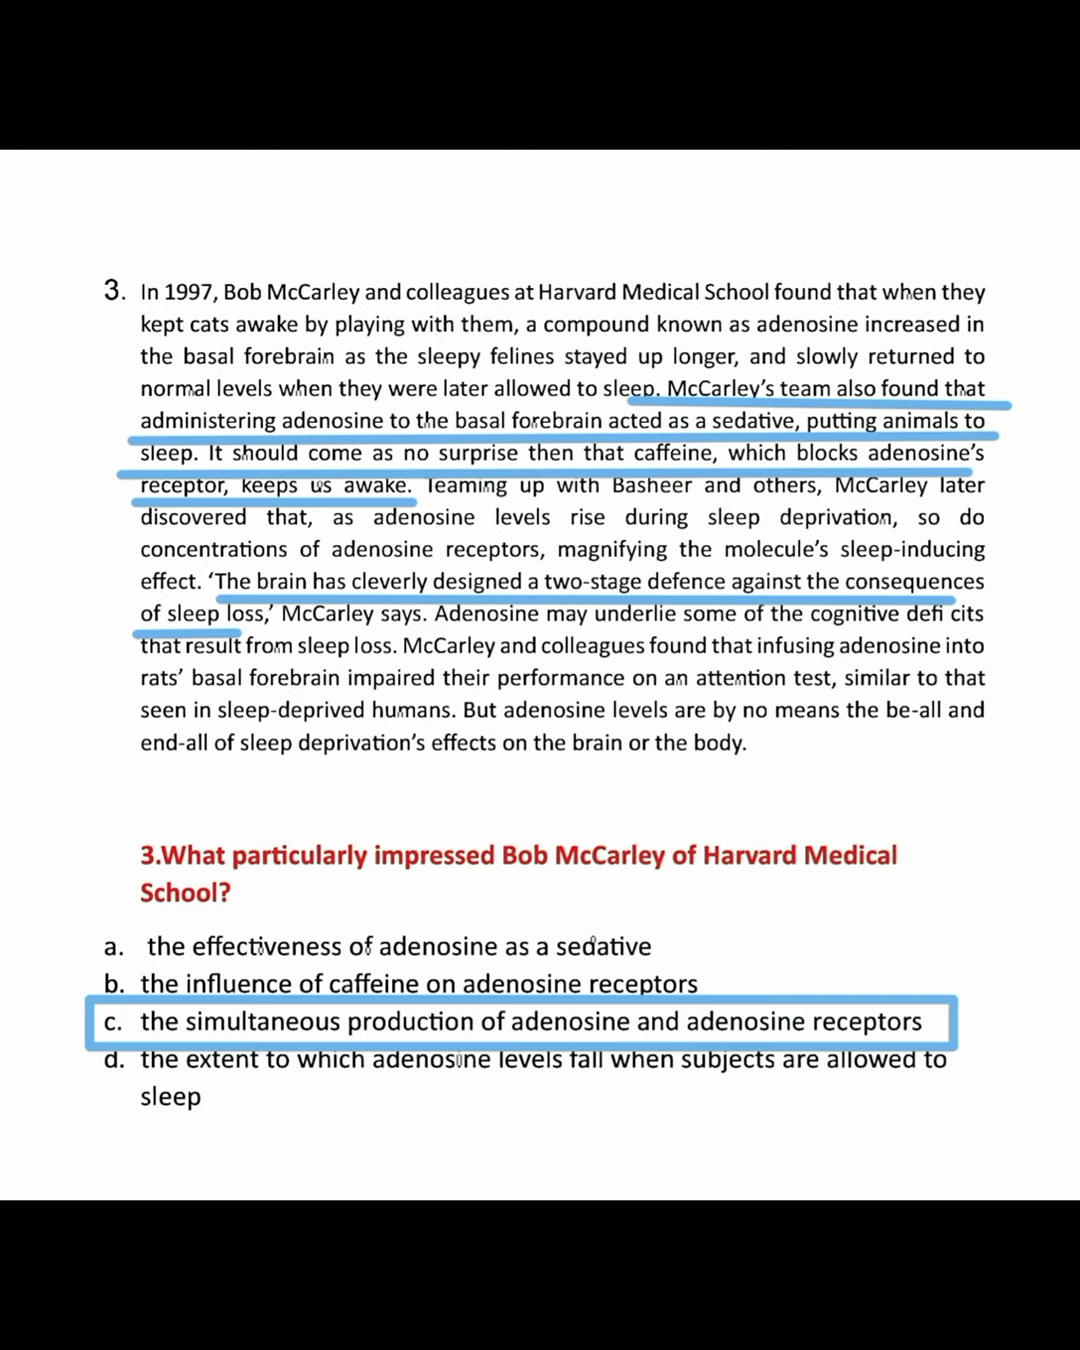 3. In 1997, Bob McCarley and colleagues at Harvard Medical School found that when they
kept cats awake by playing with them, a compound known as adenosine increased in
the basal forebrain as the sleepy felines stayed up longer, and slowly returned to
normal levels when they were later allowed to sleep. McCarley’s team also found that
administering adenosine to the basal forebrain acted as a sedative, putting animals to
sleep. It should come as no surprise then that caffeine, which blocks adenosine’s
receptor, keeps us awake. Teaming up with Basheer and others, McCarley later
discovered that, as adenosine levels rise during sleep deprivation, so do
concentrations of adenosine receptors, magnifying the molecule’s sleep-inducing
effect. ‘The brain has cleverly designed a two-stage defence against the consequences
of sleep loss,’ McCarley says. Adenosine may underlie some of the cognitive defi cits
that result from sleep loss. McCarley and colleagues found that infusing adenosine into
rats’ basal forebrain impaired their performance on an attention test, similar to that
seen in sleep-deprived humans. But adenosine levels are by no means the be-all and
end-all of sleep deprivation’s effects on the brain or the body.
3.What particularly impressed Bob McCarley of Harvard Medical
School?
a. the effectiveness of adenosine as a sedative
b. the influence of caffeine on adenosine receptors
c. the simultaneous production of adenosine and adenosine receptors
d. the extent to which adenosine levels fall when subjects are allowed to
sleep